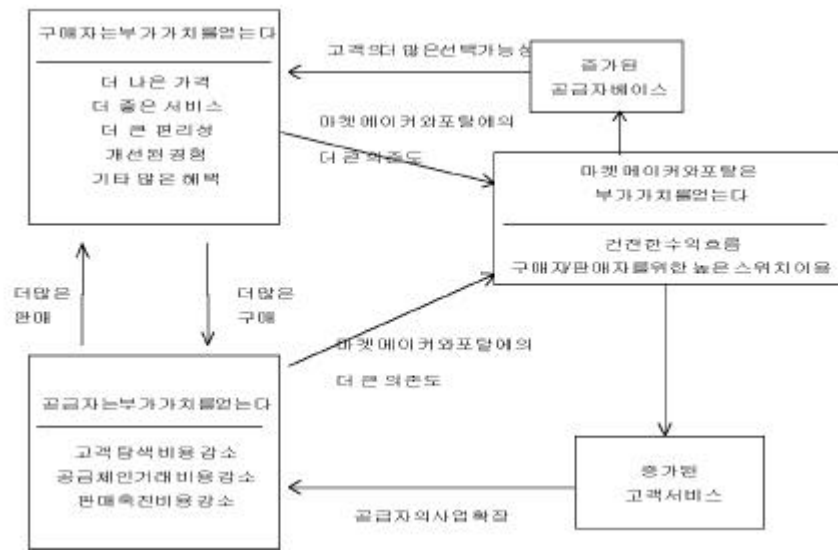 구매자는부가가치를얻는다
더 나은 가격
더 좋은 서비스
더 큰 편리성
개선된 경험
기타 많은 혜택
고객의더 많은선택가능성
증가된
공급자베이스
마켓 메이커와포탈에의
더 큰 의존도
마켓 메이커와포탈은
부가가치를얻는다
건전한수익흐름
구매자/판매자를위한 높은 스위치이용
더많은
판매
더많은
구매
마켓 메이커와포탈에의
더 큰 의존도
공급자는부가가치를얻는다
고객 탐색비용 감소
공급체인거래 비용 감소
판매촉진비용 감소
증가된
고객서비스
공급자의사업확장